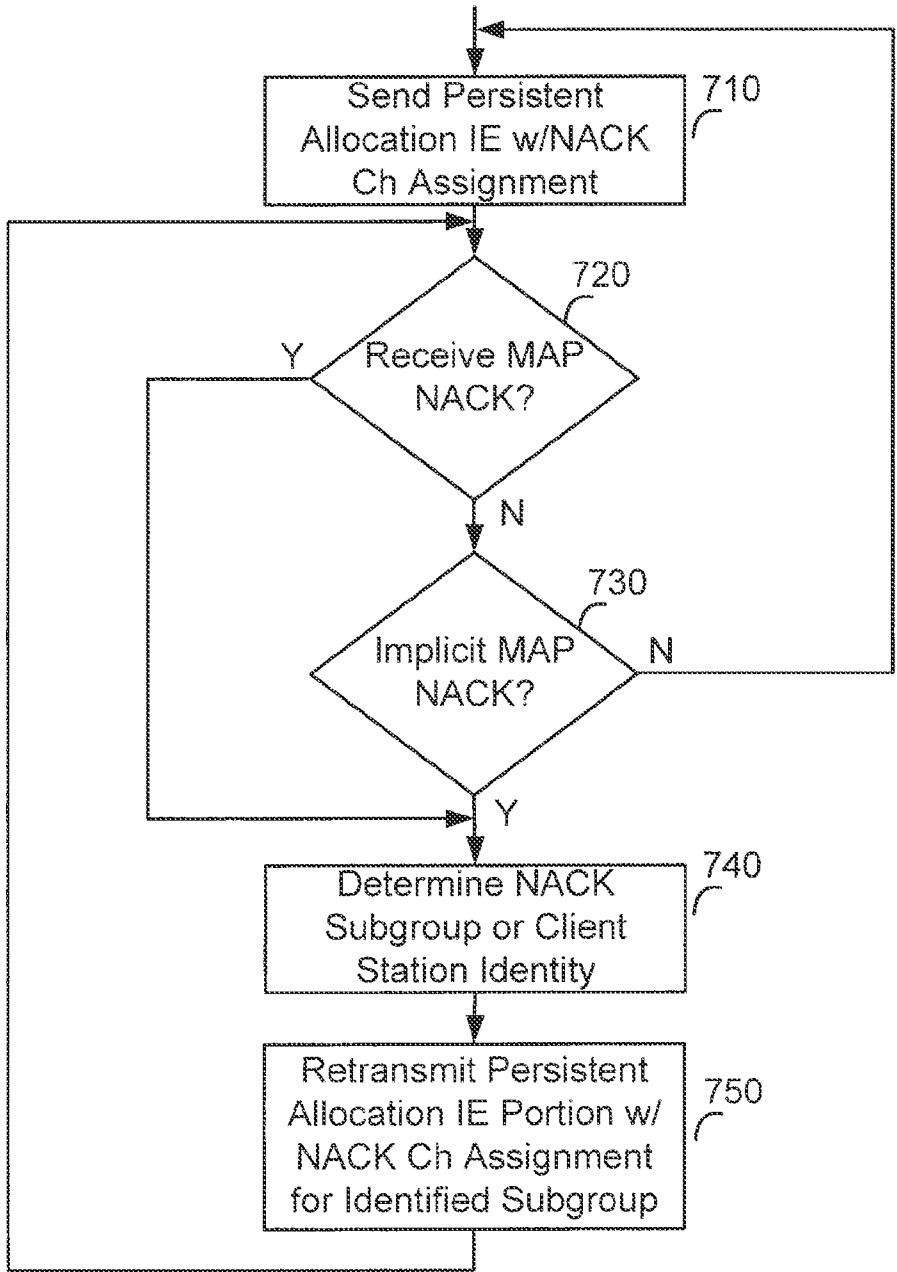 Send Persistent
Allocation IE w/NACK
Ch Assignment
710
720
Y
Receive MAP
NACK?
N
730
Implicit MAP
NACK?
N
Y
740
Determine NACK
Subgroup or Client
Station Identity
Retransmit Persistent
Allocation IE Portion w/
NACK Ch Assignment
for Identified Subgroup
750